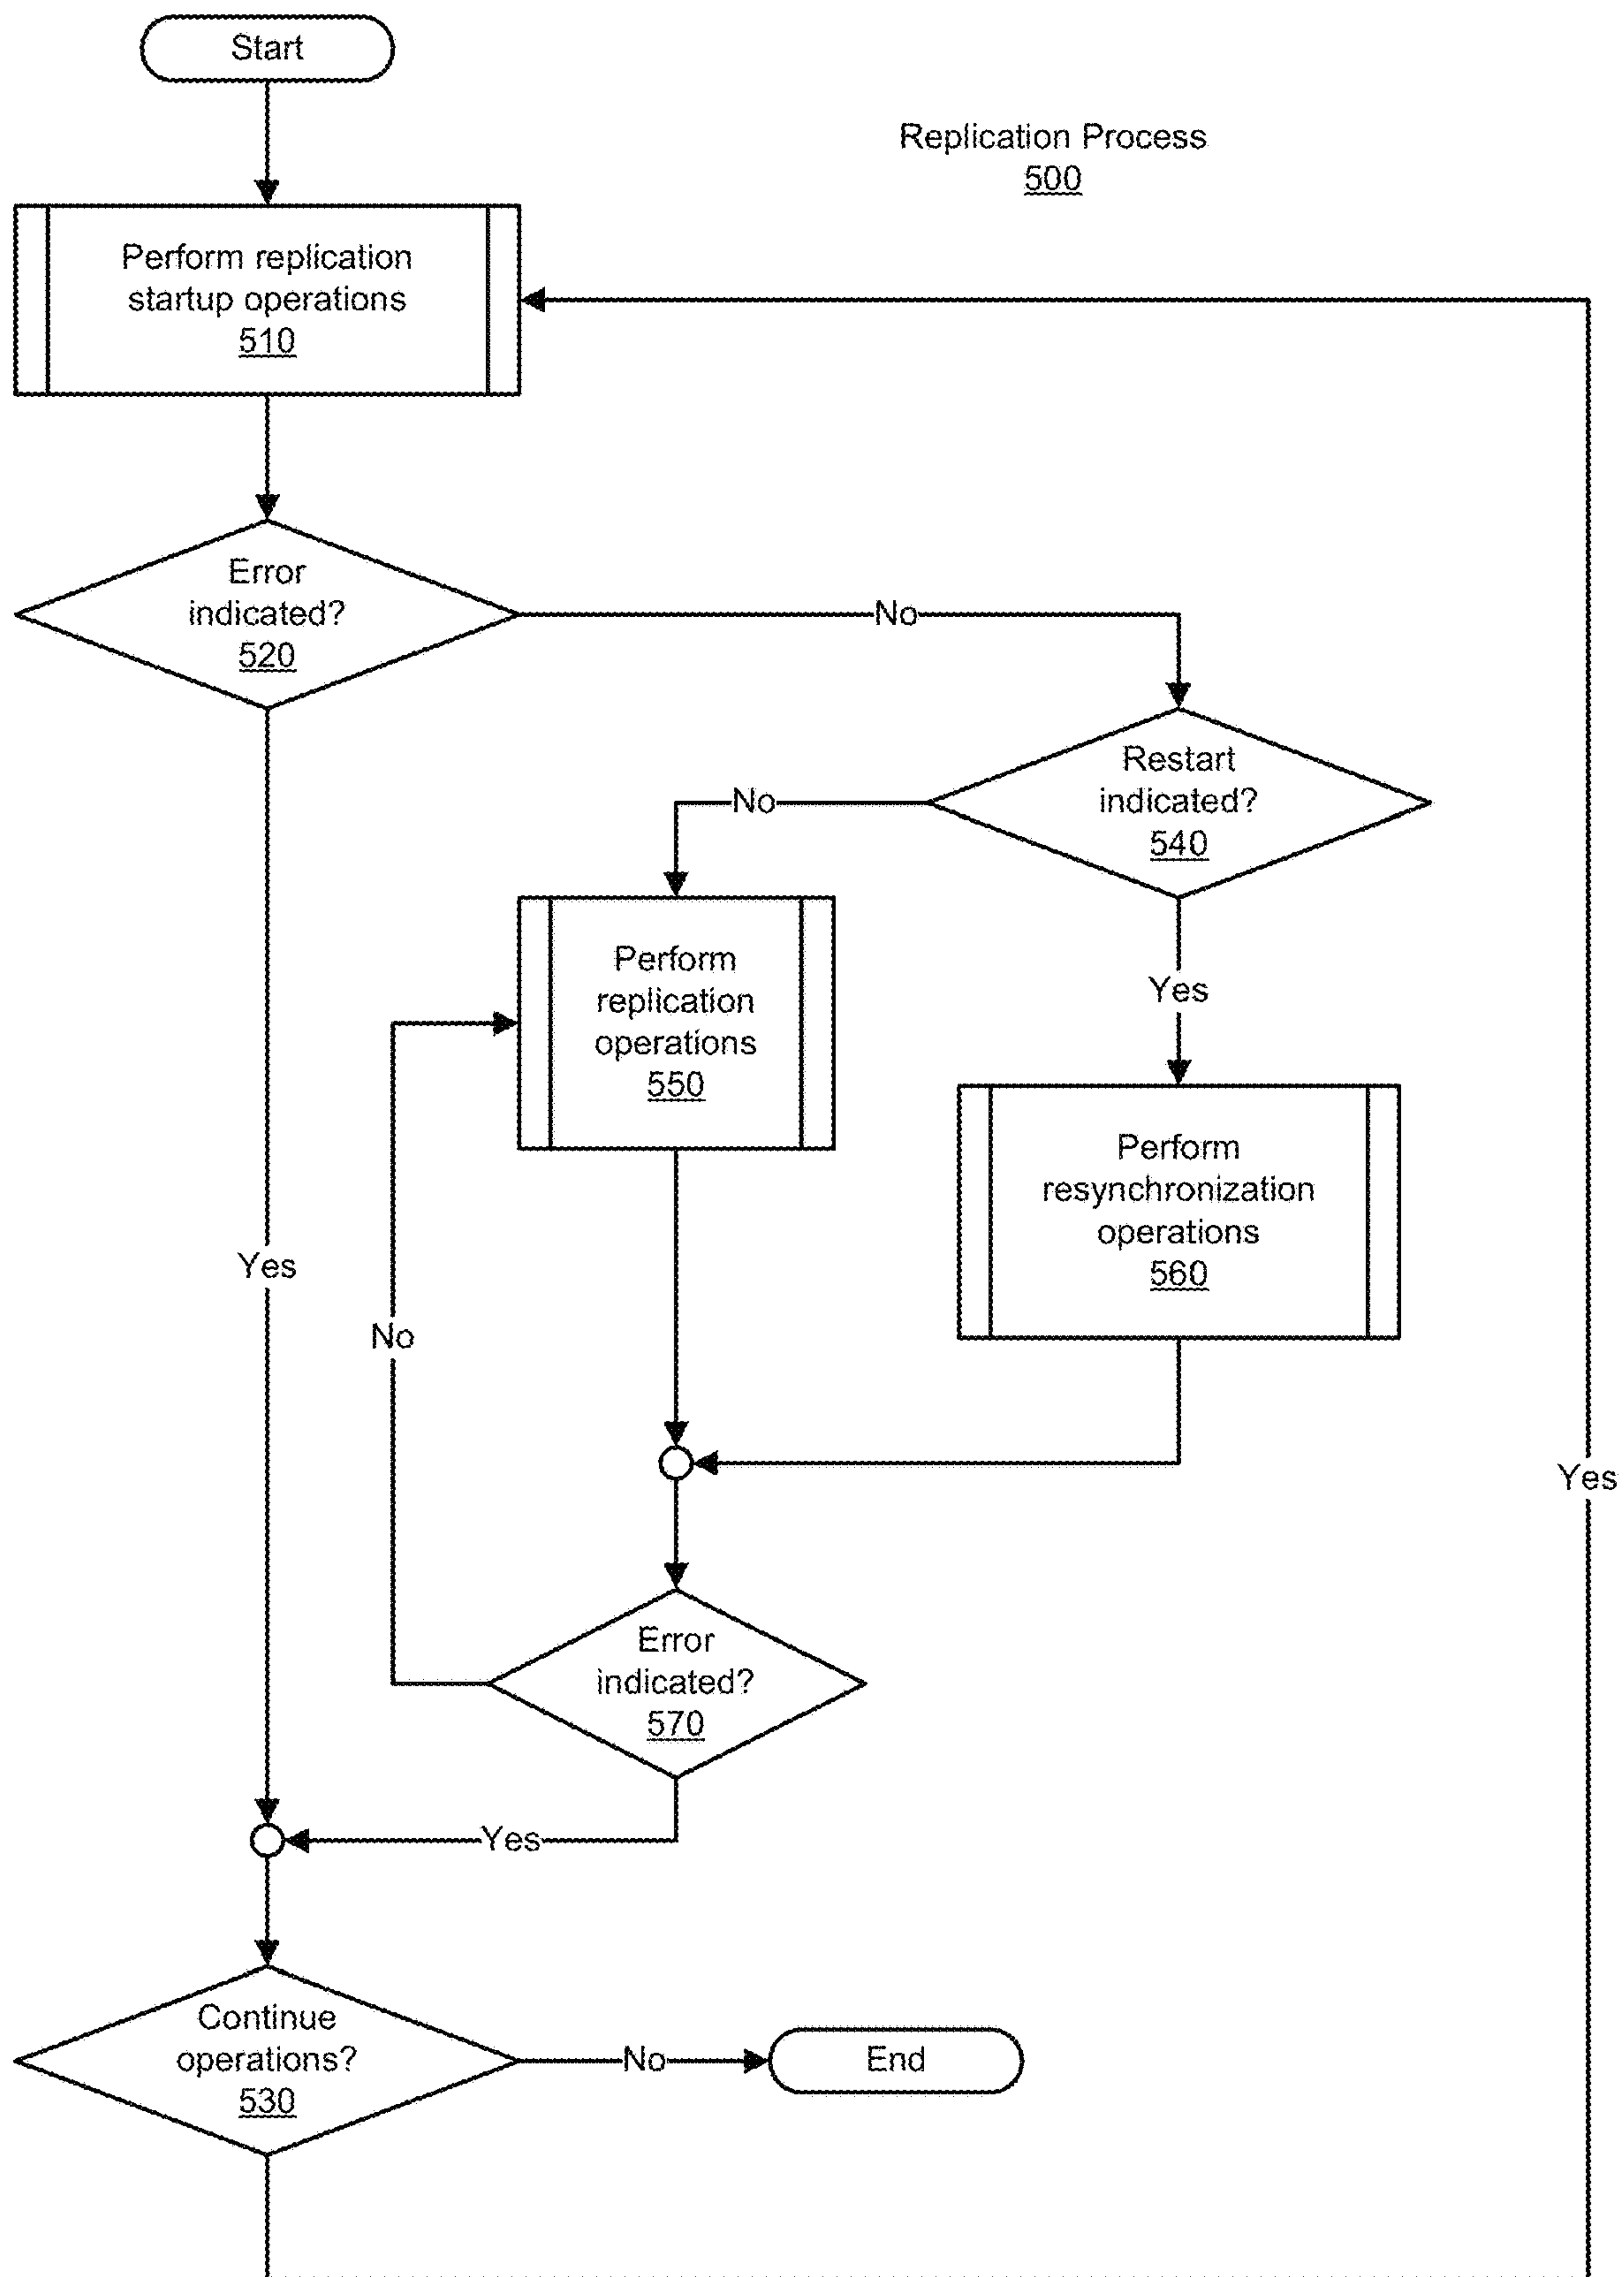 Start
Replication Process
500
Perform replication
startup operations
510
Error
indicated?
520
No
Restart
indicated?
540
No
Perform
replication
operations
550
Yes
Perform
resynchronization
operations
560
Yes
No
Yes
Error
indicated?
570
Yes
Continue
operations?
530
No
End